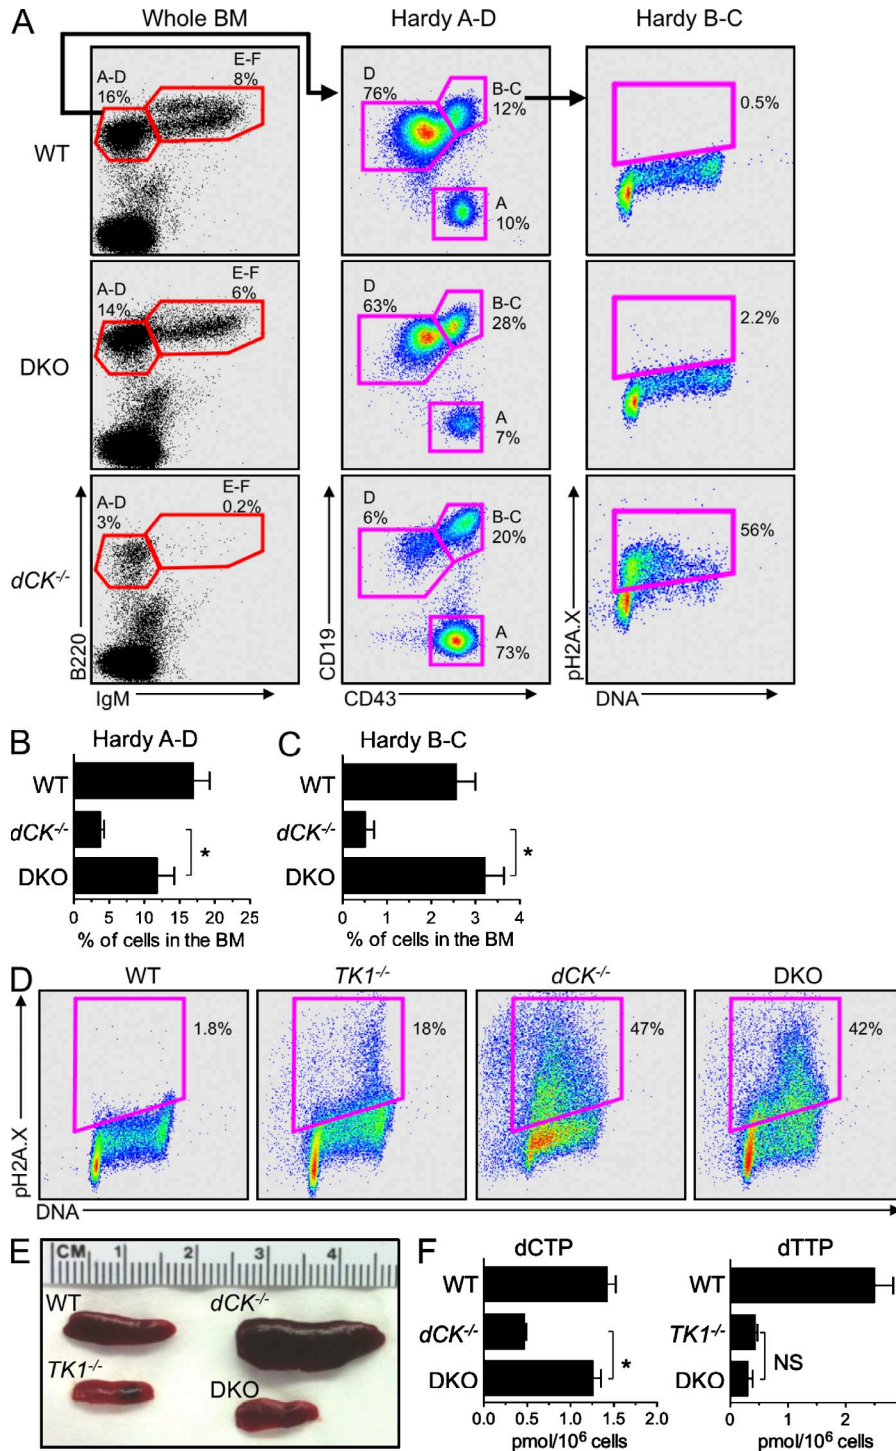 A
Whole BM
Hardy A-D
Hardy B-C
WT
A-D
16%
E-F
8%
D
76%
B-C
12%
A
10%
0.5%
DKO
A-D
14%
E-F
6%
D
63%
B-C
28%
A
7%
2.2%
dCK-/-
A-D
3%
E-F
0.2%
D
6%
B-C
20%
A
73%
56%
B220
IgM
CD19
CD43
pH2A.X
DNA
B
Hardy A-D
WT
dCK-/-
DKO
*
0 5 10 15 20 25
% of cells in the BM
C
Hardy B-C
WT
dCK-/-
DKO
*
0 1 2 3 4
% of cells in the BM
D
WT
TK1-/-
dCK-/-
DKO
1.8%
18%
47%
42%
pH2A.X
DNA
E
CM 1 2 3 4
WT
dCK-/-
TK1-/-
DKO
F
dCTP
WT
dCK-/-
DKO
*
0.0 0.5 1.0 1.5 2.0
pmol/10⁶ cells
dTTP
WT
TK1-/-
DKO
NS
0 1 2
pmol/10⁶ cells